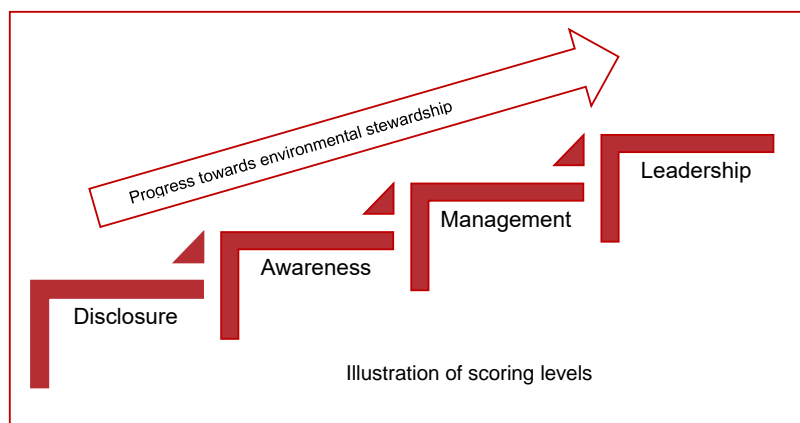 Progress towards environmental stewardship
Leadership
Management
Awareness
Disclosure
Illustration of scoring levels